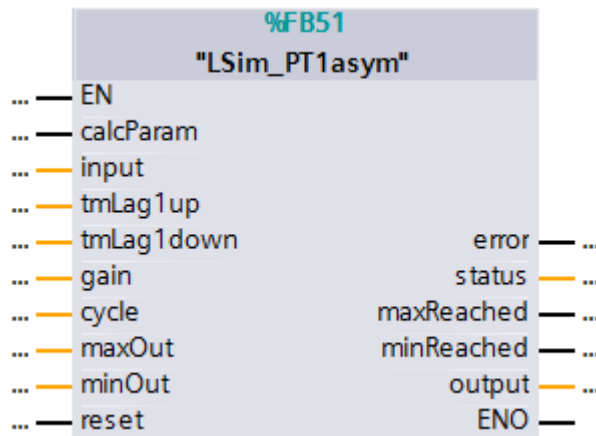 %FB51
"LSim_PT1asym"
... EN
... calcParam
... input
... tmLag1up
... tmLag1down error ...
... gain status ...
... cycle maxReached ...
... maxOut minReached ...
... minOut output ...
... reset ENO